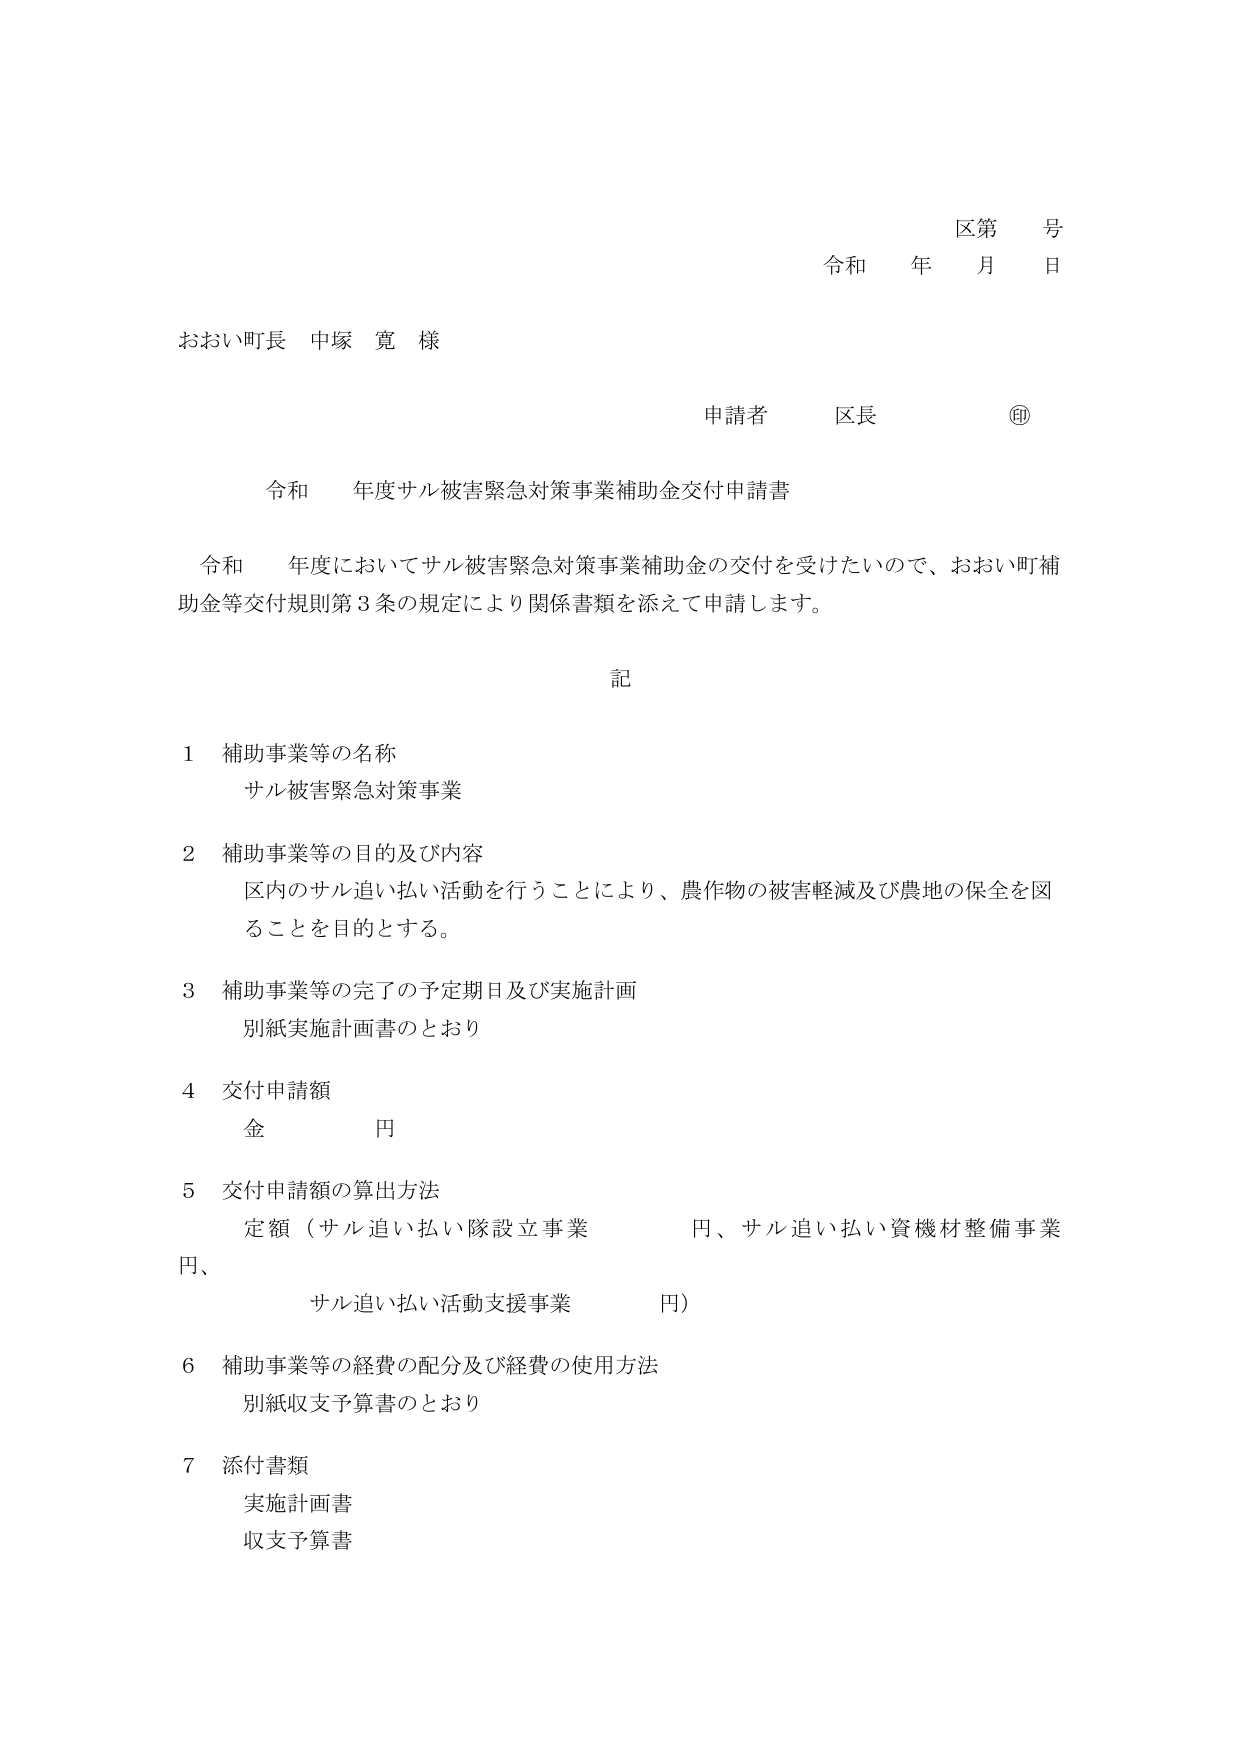 区第　　号
令和　　年　　月　　日
おおい町長　中塚　寛　様
申請者　　　区長　　　　　　㊞
令和　　年度サル被害緊急対策事業補助金交付申請書
令和　　年度においてサル被害緊急対策事業補助金の交付を受けたいので、おおい町補
助金等交付規則第３条の規定により関係書類を添えて申請します。
記
１　補助事業等の名称
サル被害緊急対策事業
２　補助事業等の目的及び内容
区内のサル追い払い活動を行うことにより、農作物の被害軽減及び農地の保全を図
ることを目的とする。
３　補助事業等の完了の予定期日及び実施計画
別紙実施計画書のとおり
４　交付申請額
金　　　　　円
５　交付申請額の算出方法
定額（サル追い払い隊設立事業　　　　円、サル追い払い資機材整備事業
円、
サル追い払い活動支援事業　　　　円）
６　補助事業等の経費の配分及び経費の使用方法
別紙収支予算書のとおり
７　添付書類
実施計画書
収支予算書